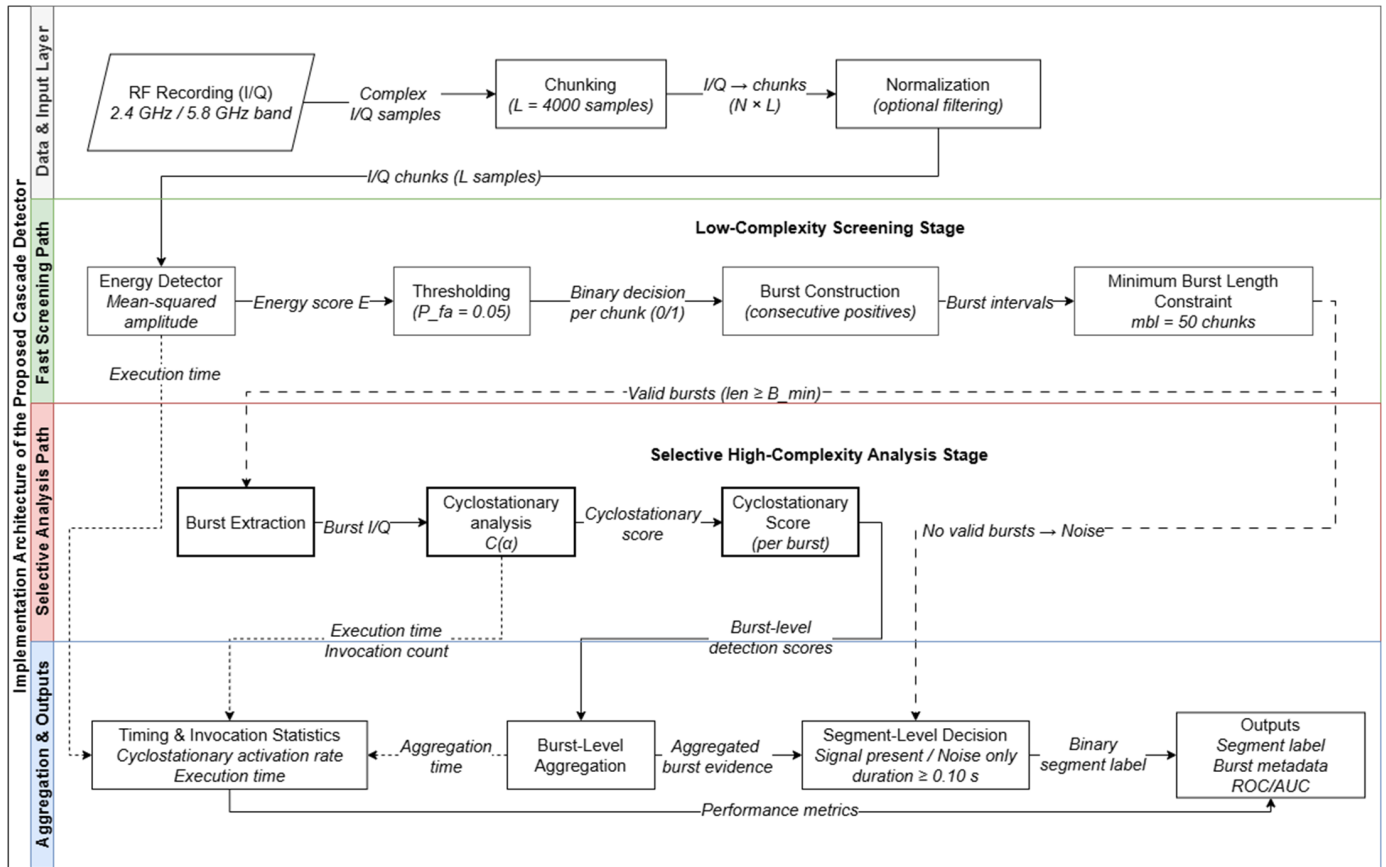 Implementation Architecture of the Proposed Cascade Detector
Data & Input Layer
RF Recording (I/Q)
2.4 GHz / 5.8 GHz band
Complex
I/Q samples
Chunking
(L = 4000 samples)
I/Q → chunks
(N × L)
Normalization
(optional filtering)
I/Q chunks (L samples)
Fast Screening Path
Low-Complexity Screening Stage
Energy Detector
Mean-squared
amplitude
Energy score E
Thresholding
(P_fa = 0.05)
Binary decision
per chunk (0/1)
Burst Construction
(consecutive positives)
Burst intervals
Minimum Burst Length
Constraint
mbl = 50 chunks
Execution time
Valid bursts (len ≥ B_min)
Selective Analysis Path
Selective High-Complexity Analysis Stage
Burst Extraction
Burst I/Q
Cyclostationary
analysis
C(α)
Cyclostationary
score
Cyclostationary
Score
(per burst)
No valid bursts → Noise
Execution time
Invocation count
Burst-level
detection scores
Aggregation & Outputs
Timing & Invocation Statistics
Cyclostationary activation rate
Execution time
Aggregation
time
Burst-Level
Aggregation
Aggregated
burst evidence
Segment-Level Decision
Signal present / Noise only
duration ≥ 0.10 s
Binary
segment label
Outputs
Segment label
Burst metadata
ROC/AUC
Performance metrics